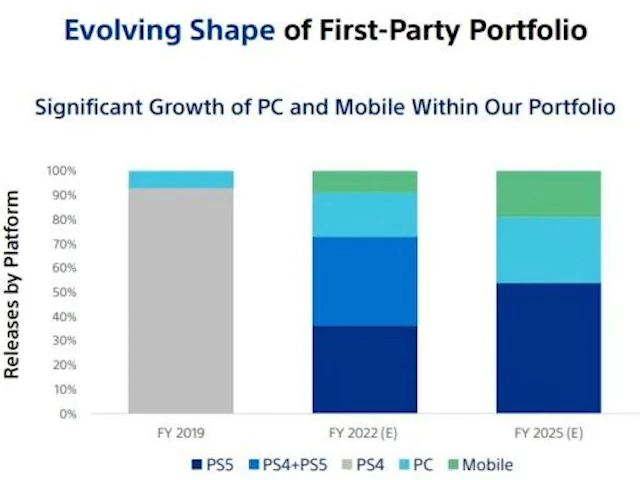 Evolving Shape of First-Party Portfolio
Significant Growth of PC and Mobile Within Our Portfolio
Releases by Platform
100%
90%
80%
70%
60%
50%
40%
30%
20%
10%
0%
FY 2019
FY 2022 (E)
FY 2025 (E)
PS5
PS4+PS5
PS4
PC
Mobile